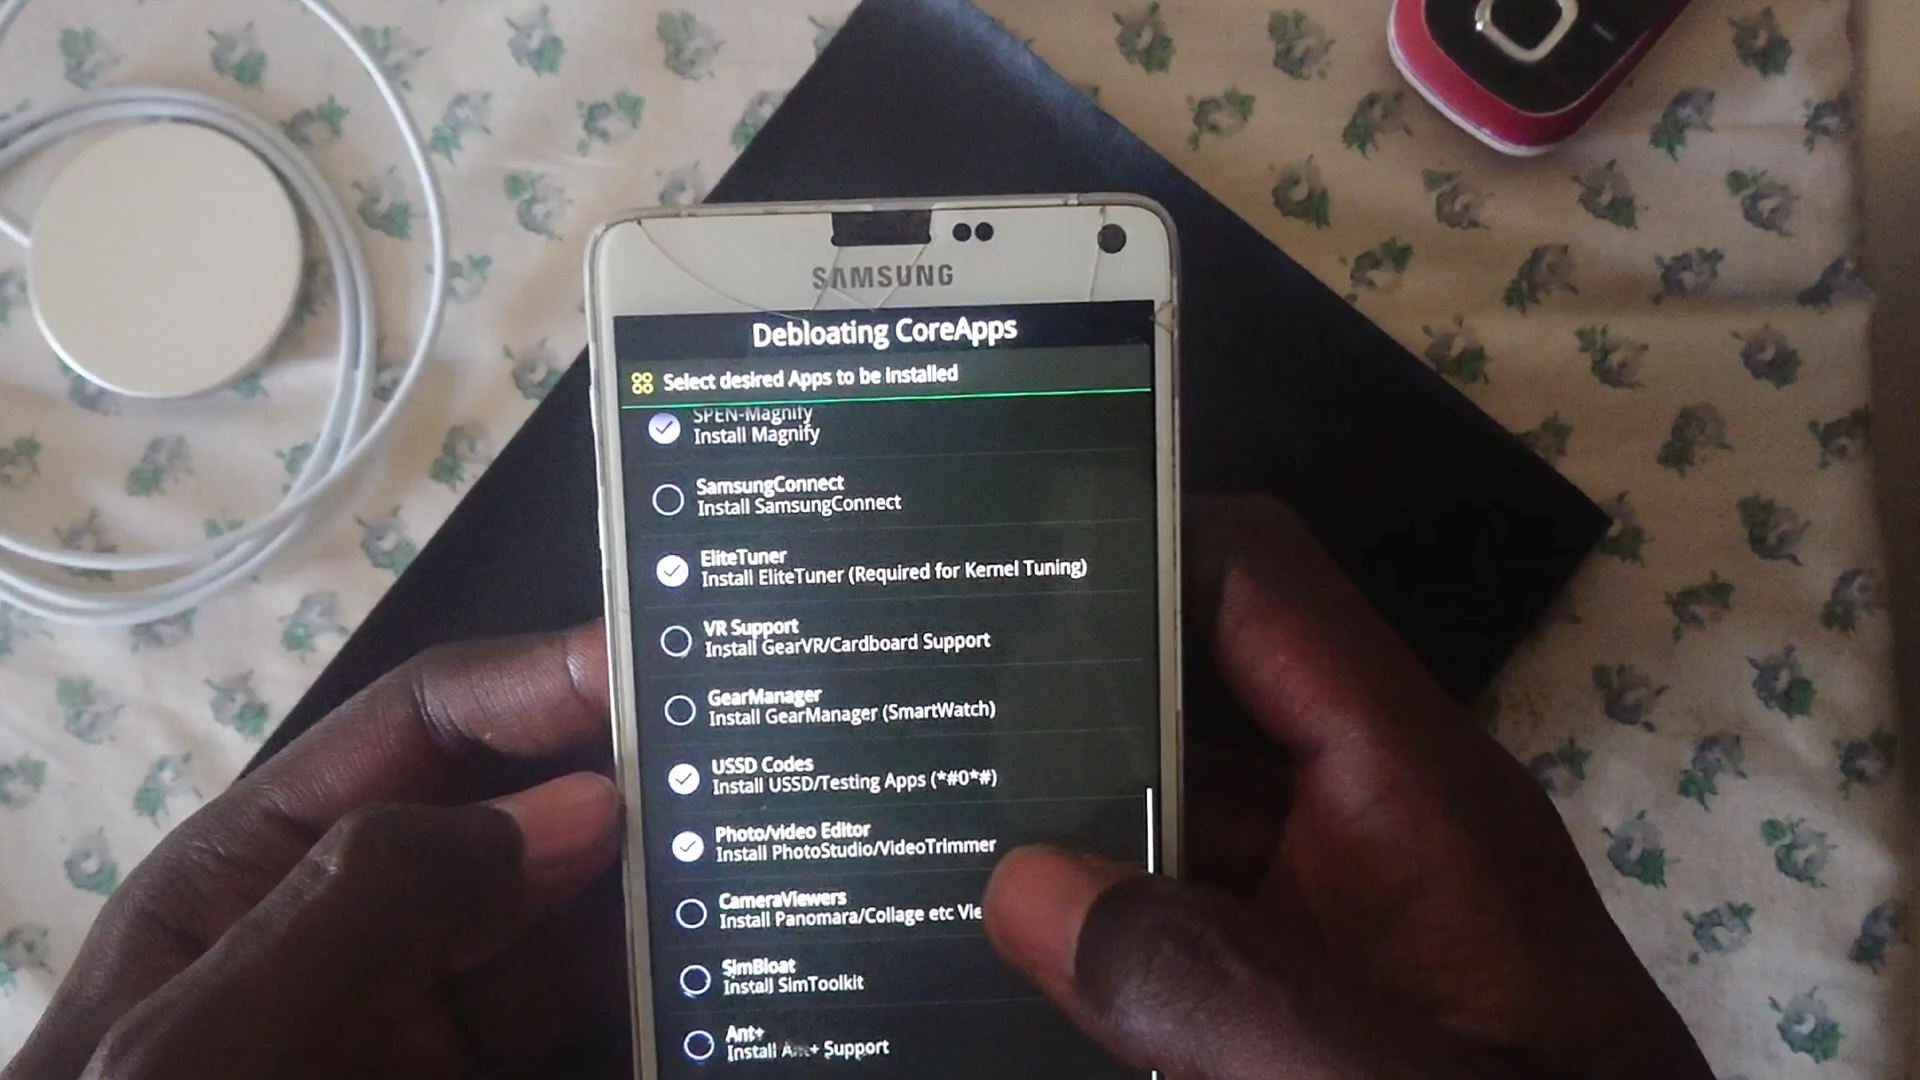 SAMSUNG
Debloating CoreApps
Select desired Apps to be installed
SPEN-Magnify
Install Magnify
SamsungConnect
Install SamsungConnect
EliteTuner
Install EliteTuner (Required for Kernel Tuning)
VR Support
Install GearVR/Cardboard Support
GearManager
Install GearManager (SmartWatch)
USSD Codes
Install USSD/Testing Apps (*#0*#)
Photo/video Editor
Install PhotoStudio/VideoTrimmer
CameraViewers
Install Panomara/Collage etc Vie
SimBloat
Install SimToolkit
Ant+
Install Ant+ Support